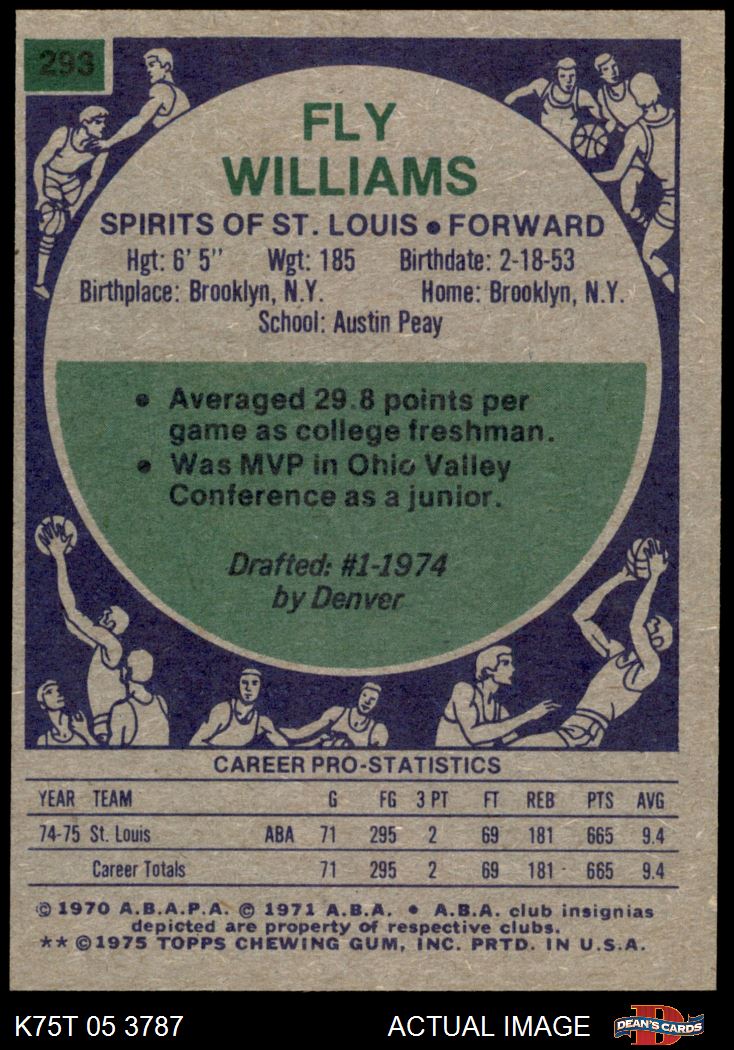 293
FLY
WILLIAMS
SPIRITS OF ST. LOUIS • FORWARD
Hgt: 6' 5" Wgt: 185 Birthdate: 2-18-53
Birthplace: Brooklyn, N.Y. Home: Brooklyn, N.Y.
School: Austin Peay
• Averaged 29.8 points per
game as college freshman.
• Was MVP in Ohio Valley
Conference as a junior.
Drafted: #1-1974
by Denver
CAREER PRO-STATISTICS
YEAR TEAM G FG 3 PT FT REB PTS AVG
74-75 St. Louis ABA 71 295 2 69 181 665 9.4
Career Totals 71 295 2 69 181 665 9.4
© 1970 A.B.A.P.A. © 1971 A.B.A. • A.B.A. club insignias
depicted are property of respective clubs.
** ©1975 TOPPS CHEWING GUM, INC. PRTD. IN U.S.A.
K75T 05 3787 ACTUAL IMAGE D DEAN'S CARDS